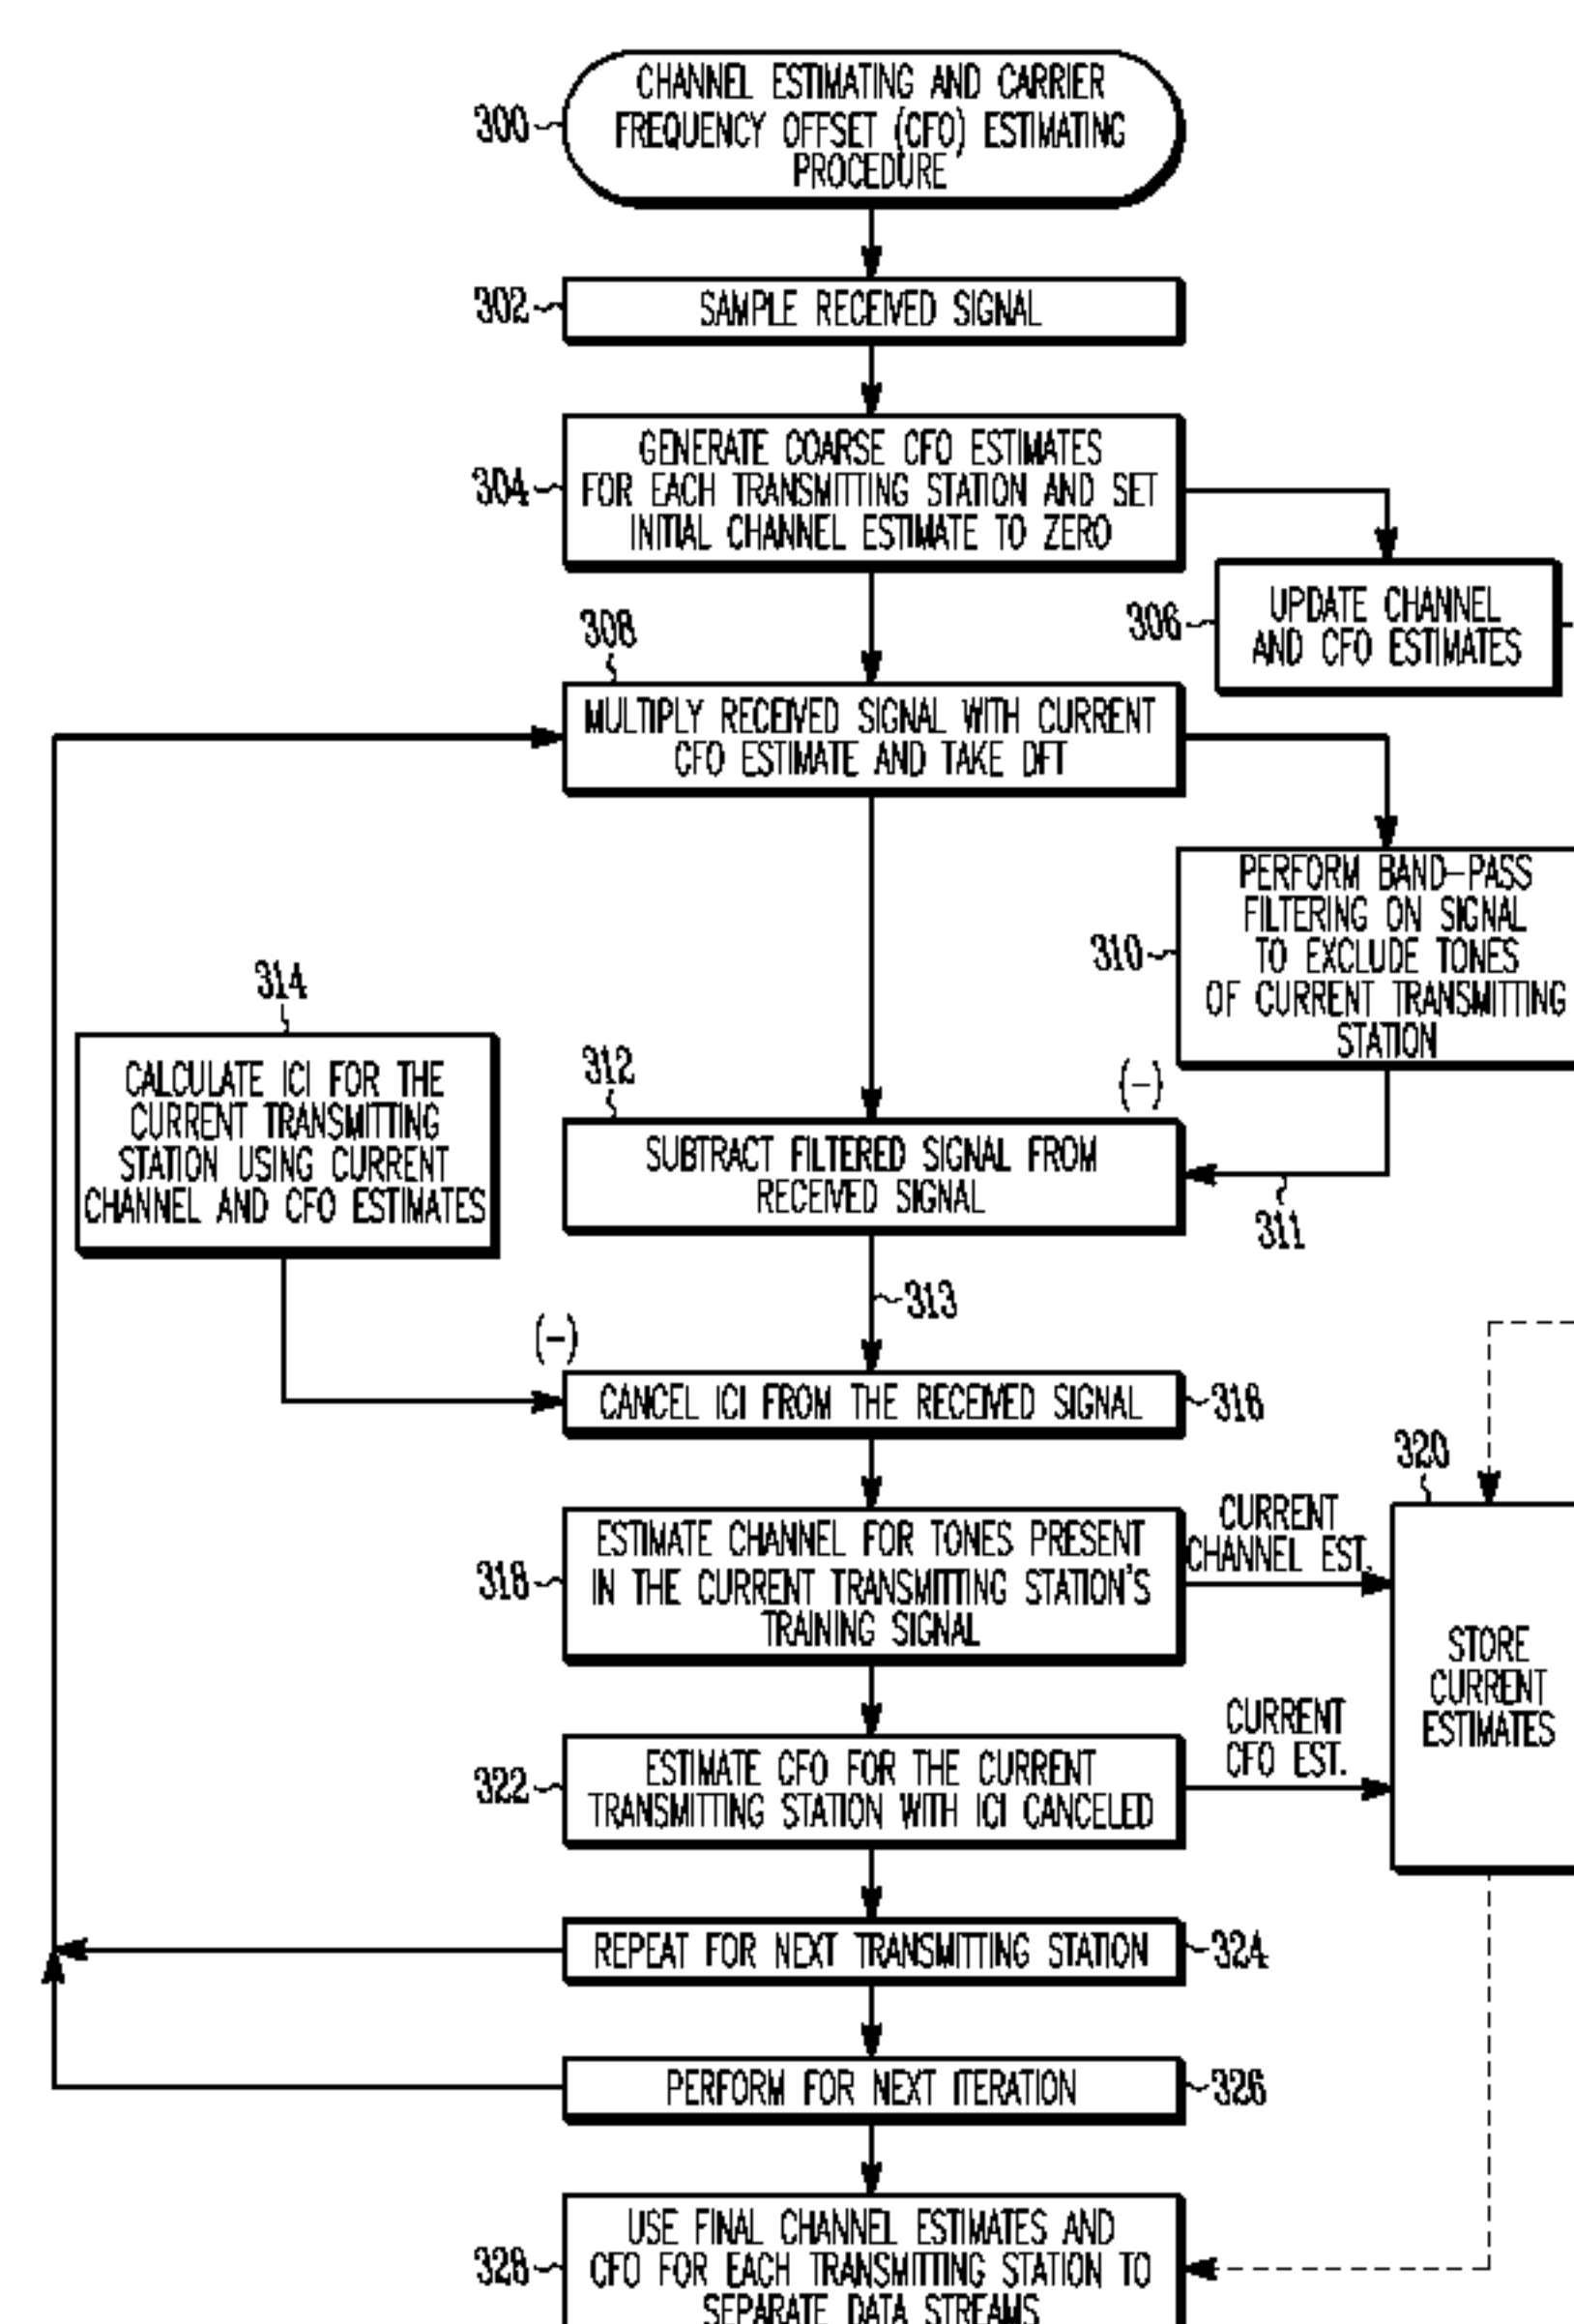 CHANNEL ESTIMATING AND CARRIER
300
FREQUENCY OFFSET (CFO) ESTIMATING
PROCEDURE
302
SAMPLE RECEIVED SIGNAL
GENERATE COARSE CFO ESTIMATES
304
FOR EACH TRANSMITTING STATION AND SET
INITIAL CHANNEL ESTIMATE TO ZERO
306
UPDATE CHANNEL
AND CFO ESTIMATES
308
MULTIPLY RECEIVED SIGNAL WITH CURRENT
CFO ESTIMATE AND TAKE DFT
310
PERFORM BAND-PASS
FILTERING ON SIGNAL
TO EXCLUDE TONES
OF CURRENT TRANSMITTING
STATION
314
CALCULATE ICI FOR THE
CURRENT TRANSMITTING
STATION USING CURRENT
CHANNEL AND CFO ESTIMATES
312
(-)
SUBTRACT FILTERED SIGNAL FROM
RECEIVED SIGNAL
311
313
(-)
CANCEL ICI FROM THE RECEIVED SIGNAL
316
318
ESTIMATE CHANNEL FOR TONES PRESENT
IN THE CURRENT TRANSMITTING STATION'S
TRAINING SIGNAL
CURRENT
CHANNEL EST.
320
STORE
CURRENT
ESTIMATES
322
ESTIMATE CFO FOR THE CURRENT
TRANSMITTING STATION WITH ICI CANCELED
CURRENT
CFO EST.
REPEAT FOR NEXT TRANSMITTING STATION
324
PERFORM FOR NEXT ITERATION
326
328
USE FINAL CHANNEL ESTIMATES AND
CFO FOR EACH TRANSMITTING STATION TO
SEPARATE DATA STREAMS